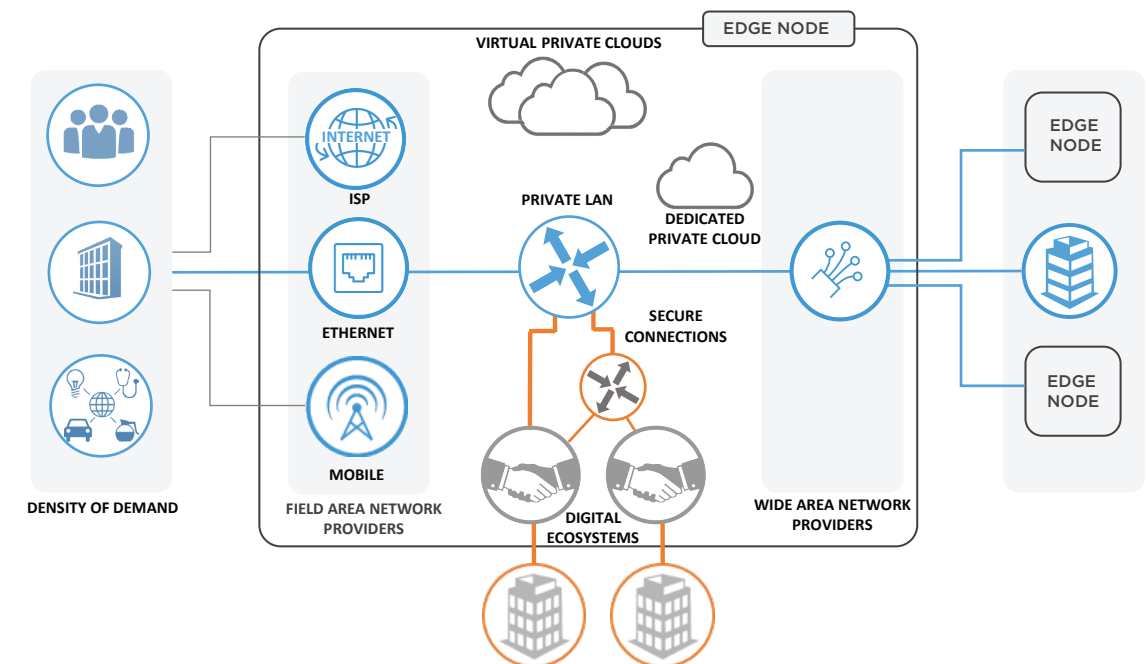 EDGE NODE
VIRTUAL PRIVATE CLOUDS
INTERNET
ISP
PRIVATE LAN
DEDICATED
PRIVATE CLOUD
EDGE
NODE
ETHERNET
SECURE
CONNECTIONS
EDGE
NODE
MOBILE
DENSITY OF DEMAND
FIELD AREA NETWORK
PROVIDERS
DIGITAL
ECOSYSTEMS
WIDE AREA NETWORK
PROVIDERS